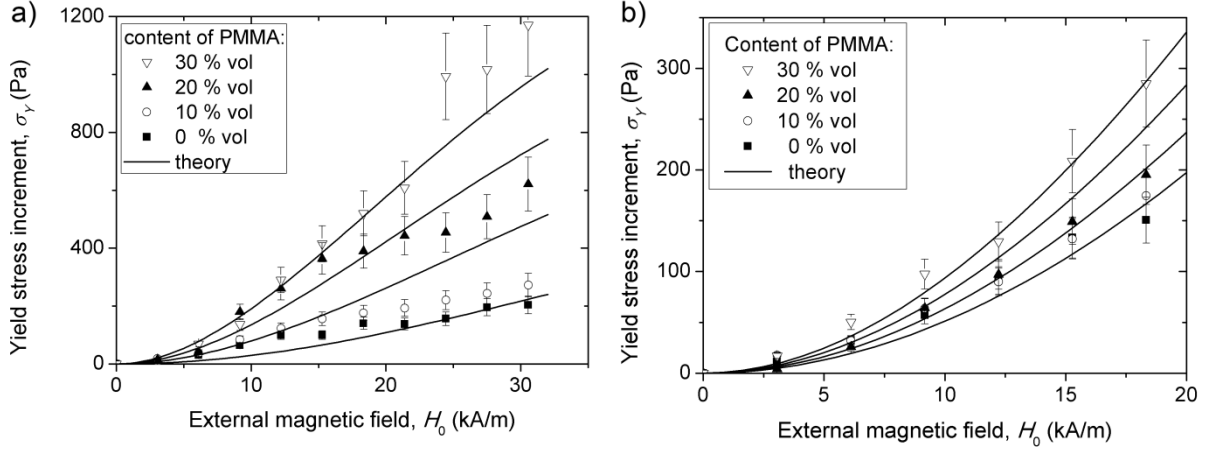 a)
1200
800
400
0
0
10
20
30
Yield stress increment, σY (Pa)
External magnetic field, H0 (kA/m)
content of PMMA:
30 % vol
20 % vol
10 % vol
0 % vol
theory
b)
300
200
100
0
0
5
10
15
20
Yield stress increment, σY (Pa)
External magnetic field, H0 (kA/m)
Content of PMMA:
30 % vol
20 % vol
10 % vol
0 % vol
theory